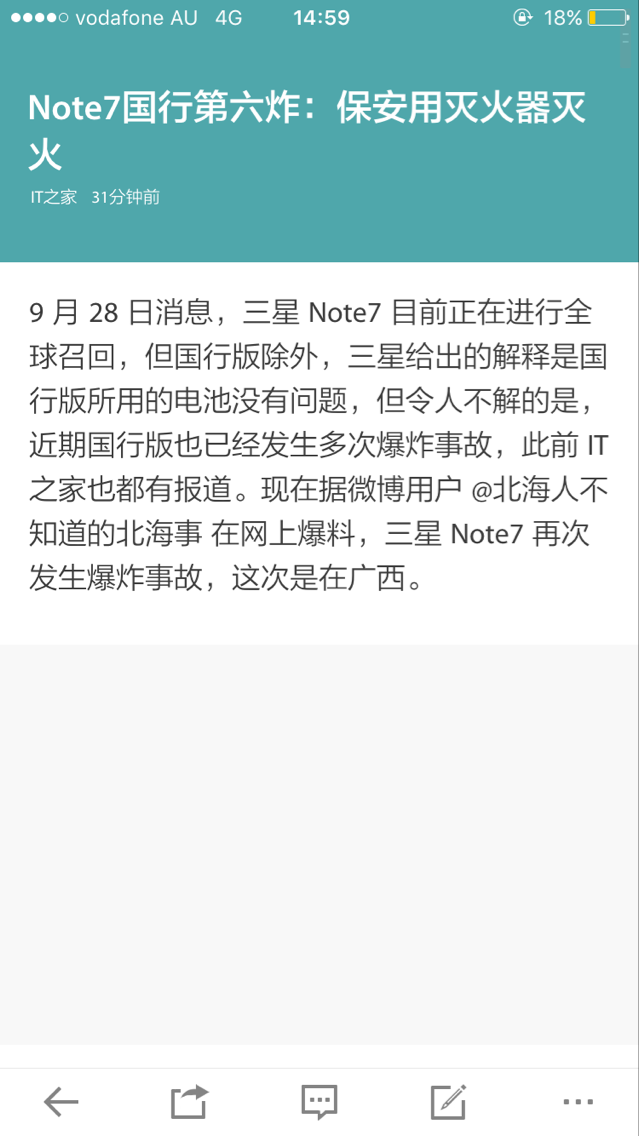 vodafone AU 4G 14:59 18%
Note7国行第六炸：保安用灭火器灭
火
IT之家 31分钟前
9 月 28 日消息，三星 Note7 目前正在进行全
球召回，但国行版除外，三星给出的解释是国
行版所用的电池没有问题，但令人不解的是，
近期国行版也已经发生多次爆炸事故，此前 IT
之家也都有报道。现在据微博用户 @北海人不
知道的北海事 在网上爆料，三星 Note7 再次
发生爆炸事故，这次是在广西。